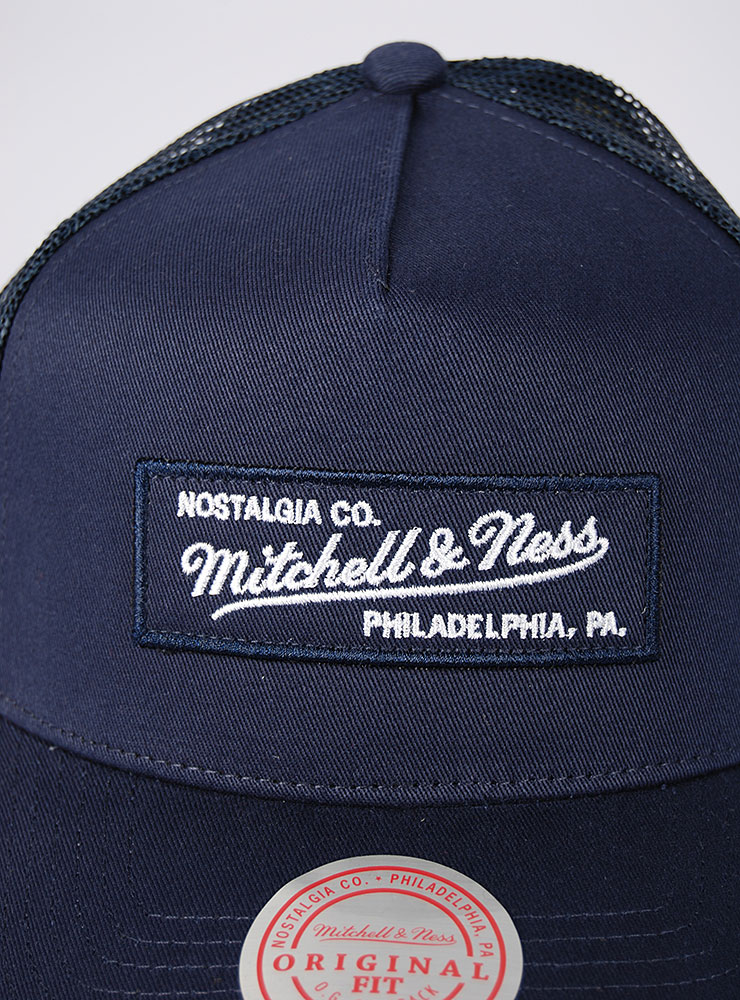 NOSTALGIA CO.
Mitchell & Ness
PHILADELPHIA, PA.
NOSTALGIA CO. • PHILADELPHIA, PA
Mitchell & Ness
ORIGINAL
FIT